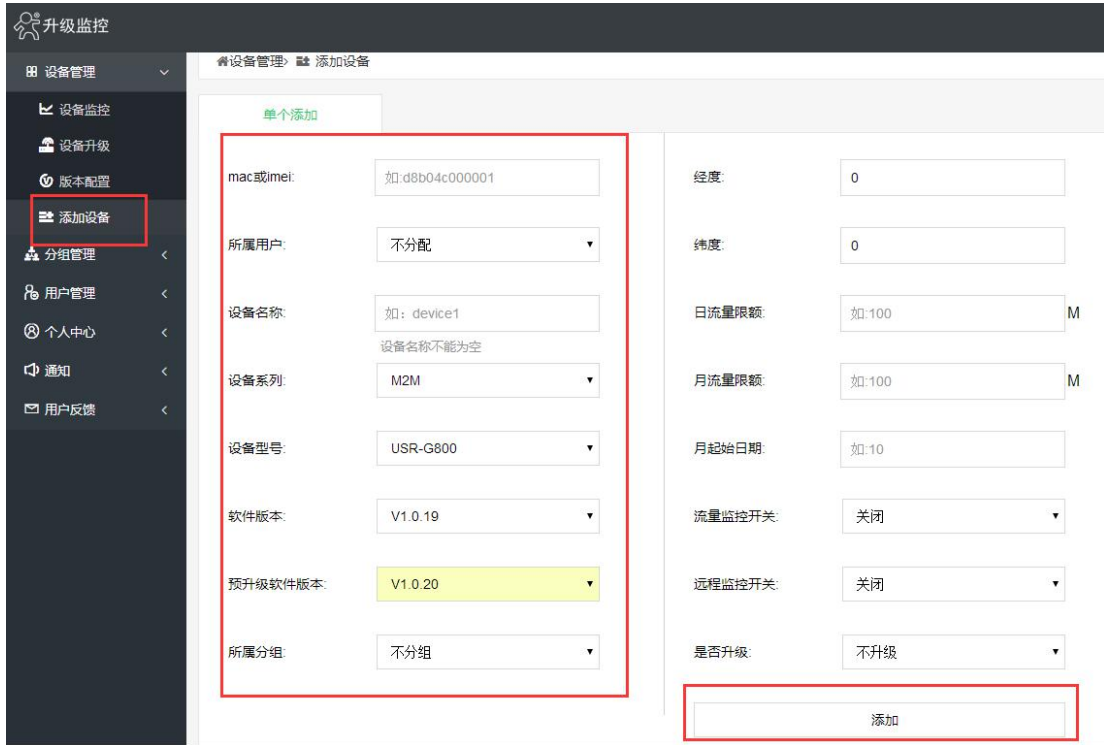 升级监控
设备管理
设备监控
设备升级
版本配置
添加设备
分组管理
用户管理
个人中心
通知
用户反馈
设备管理> 添加设备
单个添加
mac或imei: 如:d8b04c000001
所属用户: 不分配
设备名称: 如：device1
设备名称不能为空
设备系列: M2M
设备型号: USR-G800
软件版本: V1.0.19
预升级软件版本: V1.0.20
所属分组: 不分组
经度: 0
纬度: 0
日流量限额: 如:100 M
月流量限额: 如:100 M
月起始日期: 如:10
流量监控开关: 关闭
远程监控开关: 关闭
是否升级: 不升级
添加